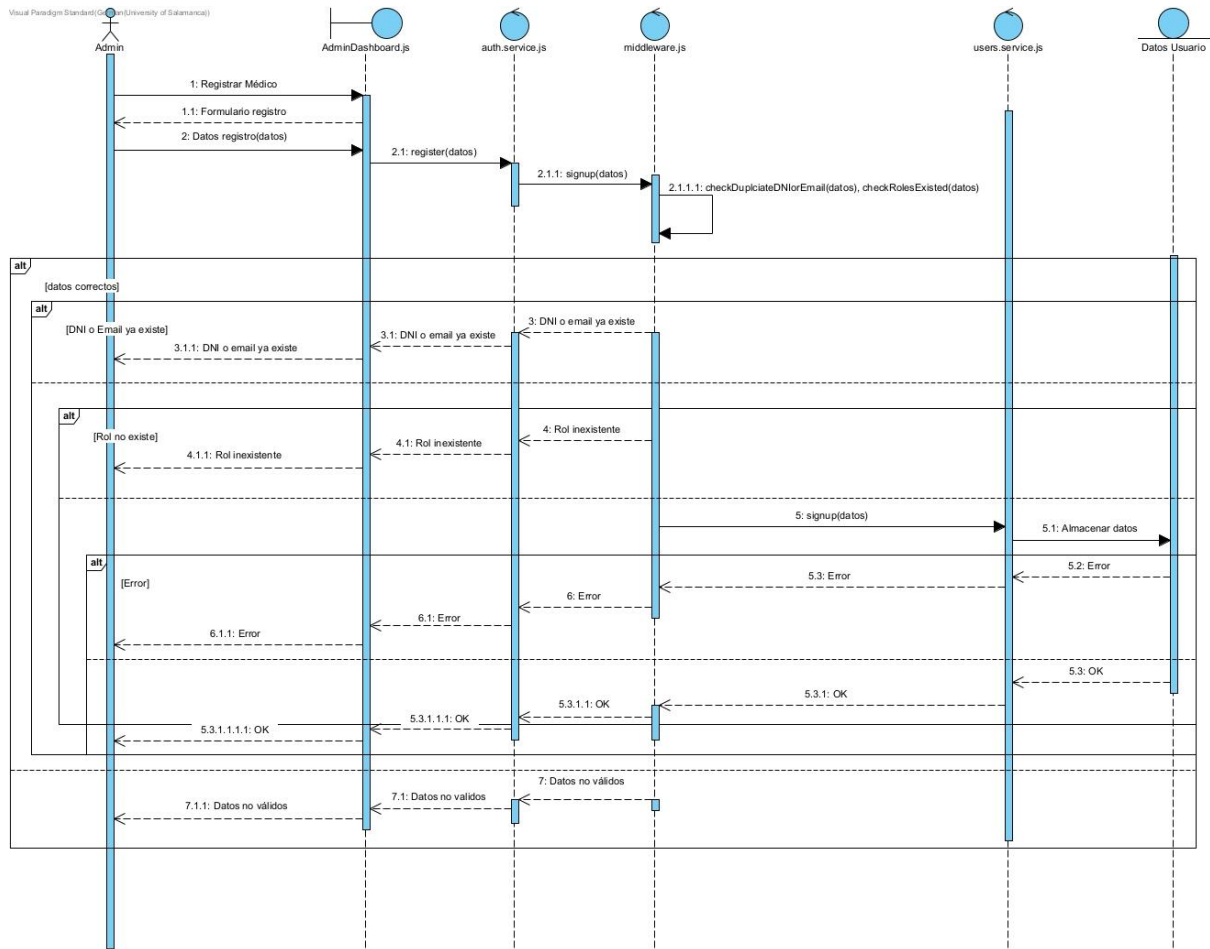 Visual Paradigm Standard(German(University of Salamanca))
Admin
AdminDashboard.js
auth.service.js
middleware.js
users.service.js
Datos Usuario
1: Registrar Médico
1.1: Formulario registro
2: Datos registro(datos)
2.1: register(datos)
2.1.1: signup(datos)
2.1.1.1: checkDuplciateDNIorEmail(datos), checkRolesExisted(datos)
alt
[datos correctos]
alt
[DNI o Email ya existe]
3: DNI o email ya existe
3.1: DNI o email ya existe
3.1.1: DNI o email ya existe
alt
[Rol no existe]
4: Rol inexistente
4.1: Rol inexistente
4.1.1: Rol inexistente
5: signup(datos)
5.1: Almacenar datos
alt
[Error]
5.2: Error
5.3: Error
6: Error
6.1: Error
6.1.1: Error
5.3: OK
5.3.1: OK
5.3.1.1: OK
5.3.1.1.1: OK
5.3.1.1.1.1: OK
7: Datos no válidos
7.1: Datos no validos
7.1.1: Datos no válidos